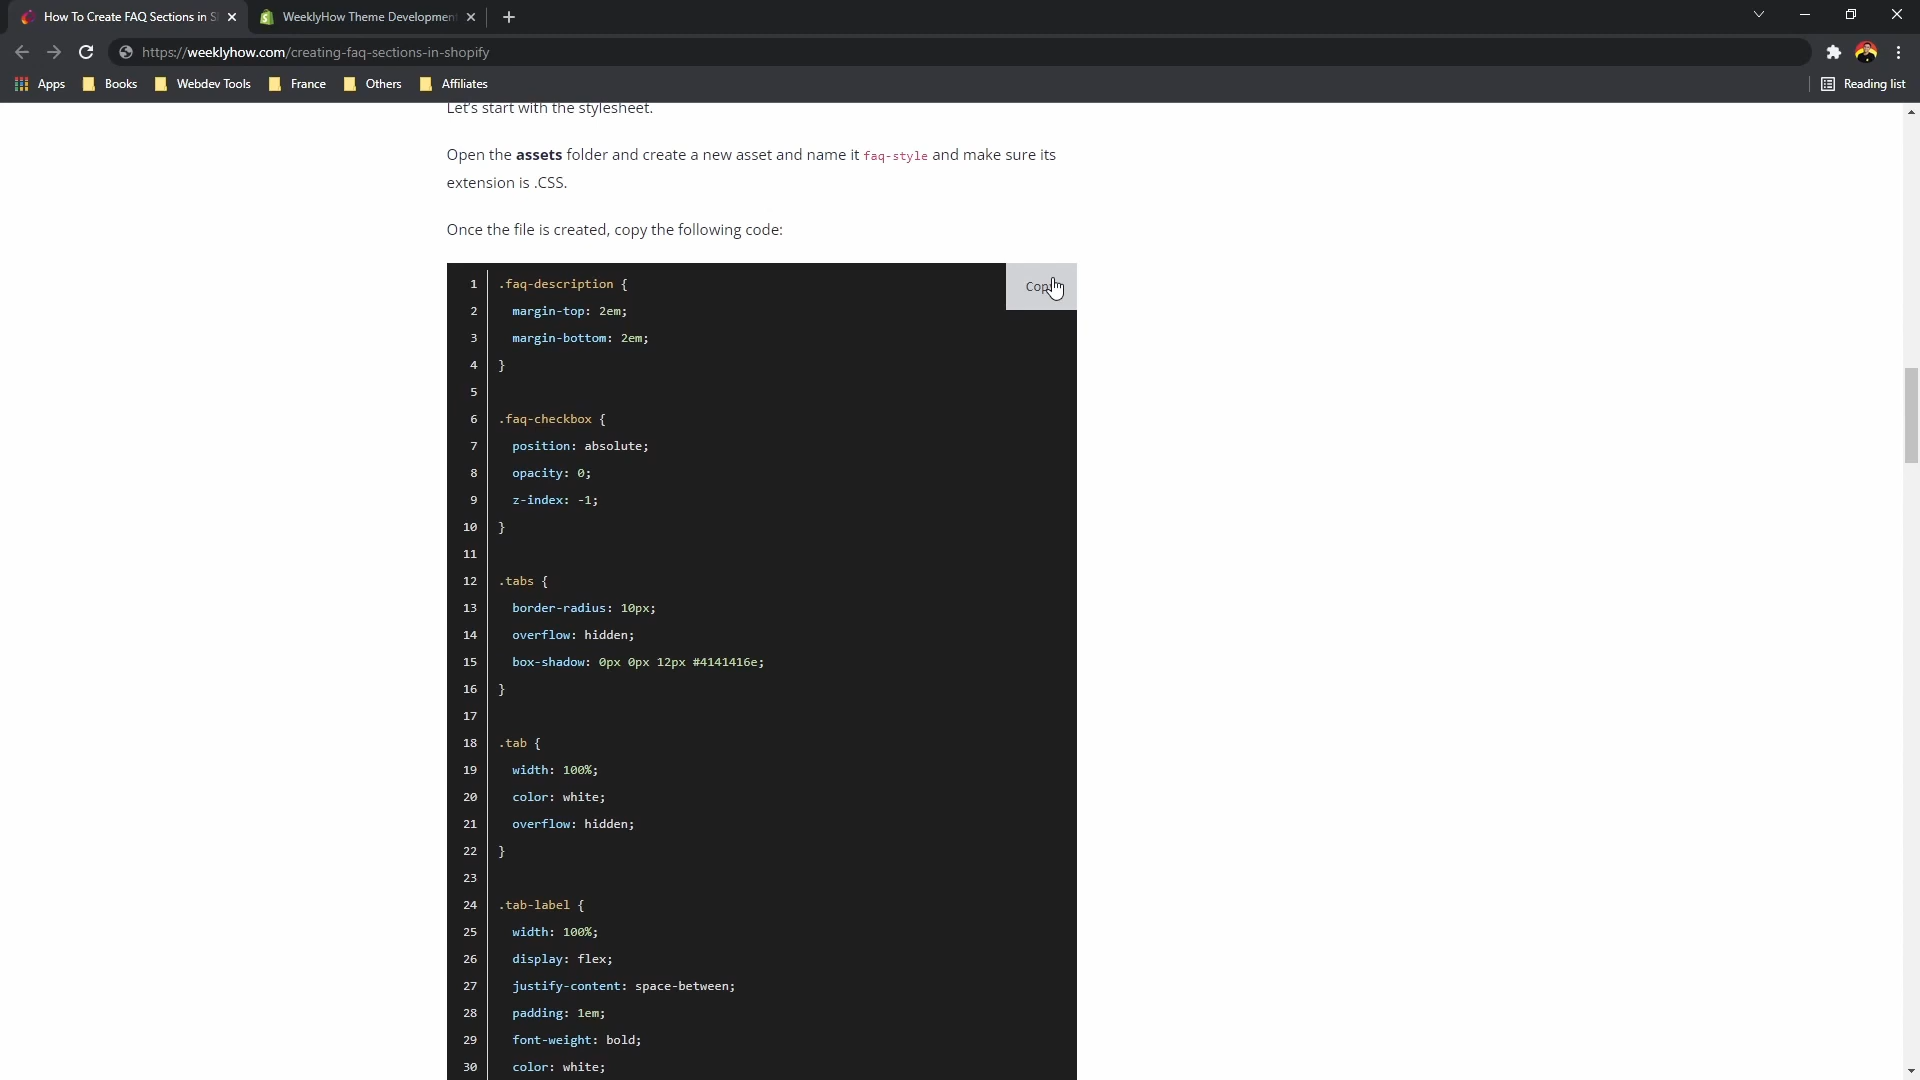 How To Create FAQ Sections in S
WeeklyHow Theme Development
https://weeklyhow.com/creating-faq-sections-in-shopify
Apps Books Webdev Tools France Others Affiliates Reading list
Let's start with the stylesheet.
Open the assets folder and create a new asset and name it faq-style and make sure its
extension is .CSS.
Once the file is created, copy the following code:
Copy
1 .faq-description {
2 margin-top: 2em;
3 margin-bottom: 2em;
4 }
5
6 .faq-checkbox {
7 position: absolute;
8 opacity: 0;
9 z-index: -1;
10 }
11
12 .tabs {
13 border-radius: 10px;
14 overflow: hidden;
15 box-shadow: 0px 0px 12px #4141416e;
16 }
17
18 .tab {
19 width: 100%;
20 color: white;
21 overflow: hidden;
22 }
23
24 .tab-label {
25 width: 100%;
26 display: flex;
27 justify-content: space-between;
28 padding: 1em;
29 font-weight: bold;
30 color: white;